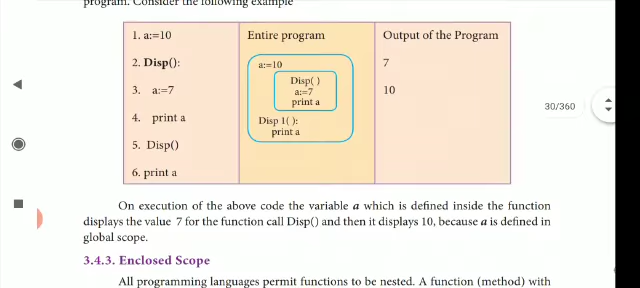 program. Consider the following example
1. a:=10
2. Disp():
3. a:=7
4. print a
5. Disp()
6. print a
Entire program
a:=10
Disp( )
a:=7
print a
Disp 1( ):
print a
Output of the Program
7
10
30/360
On execution of the above code the variable a which is defined inside the function
displays the value 7 for the function call Disp() and then it displays 10, because a is defined in
global scope.
3.4.3. Enclosed Scope
All programming languages permit functions to be nested. A function (method) with